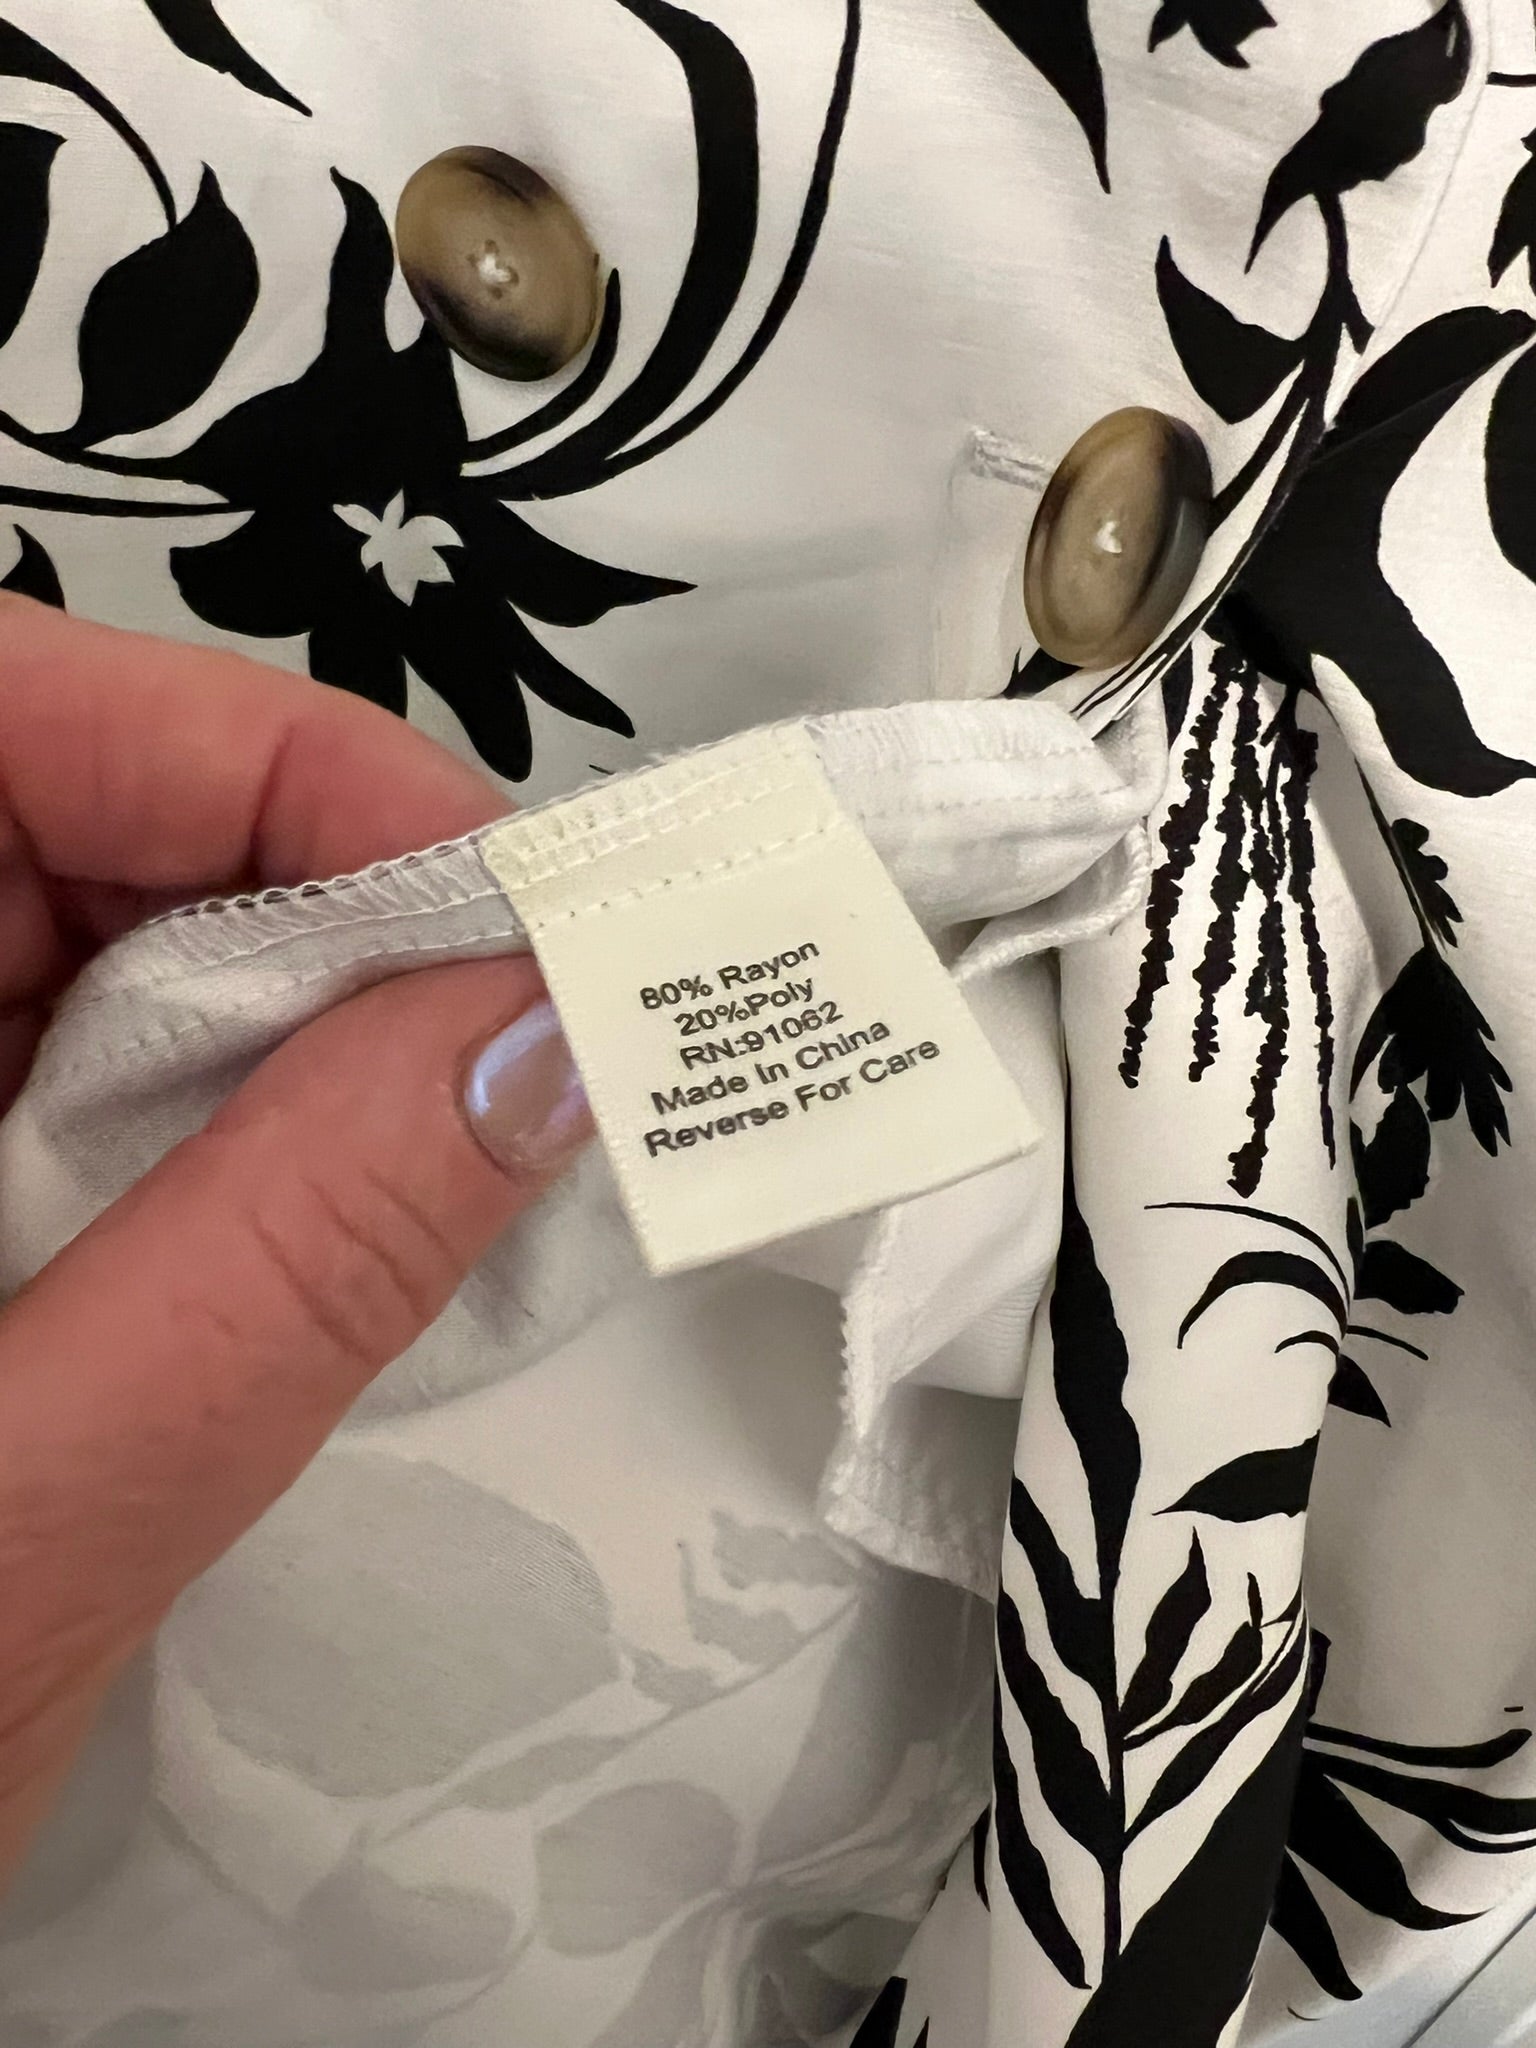 80% Rayon
20%Poly
RN:91062
Made In China
Reverse For Care